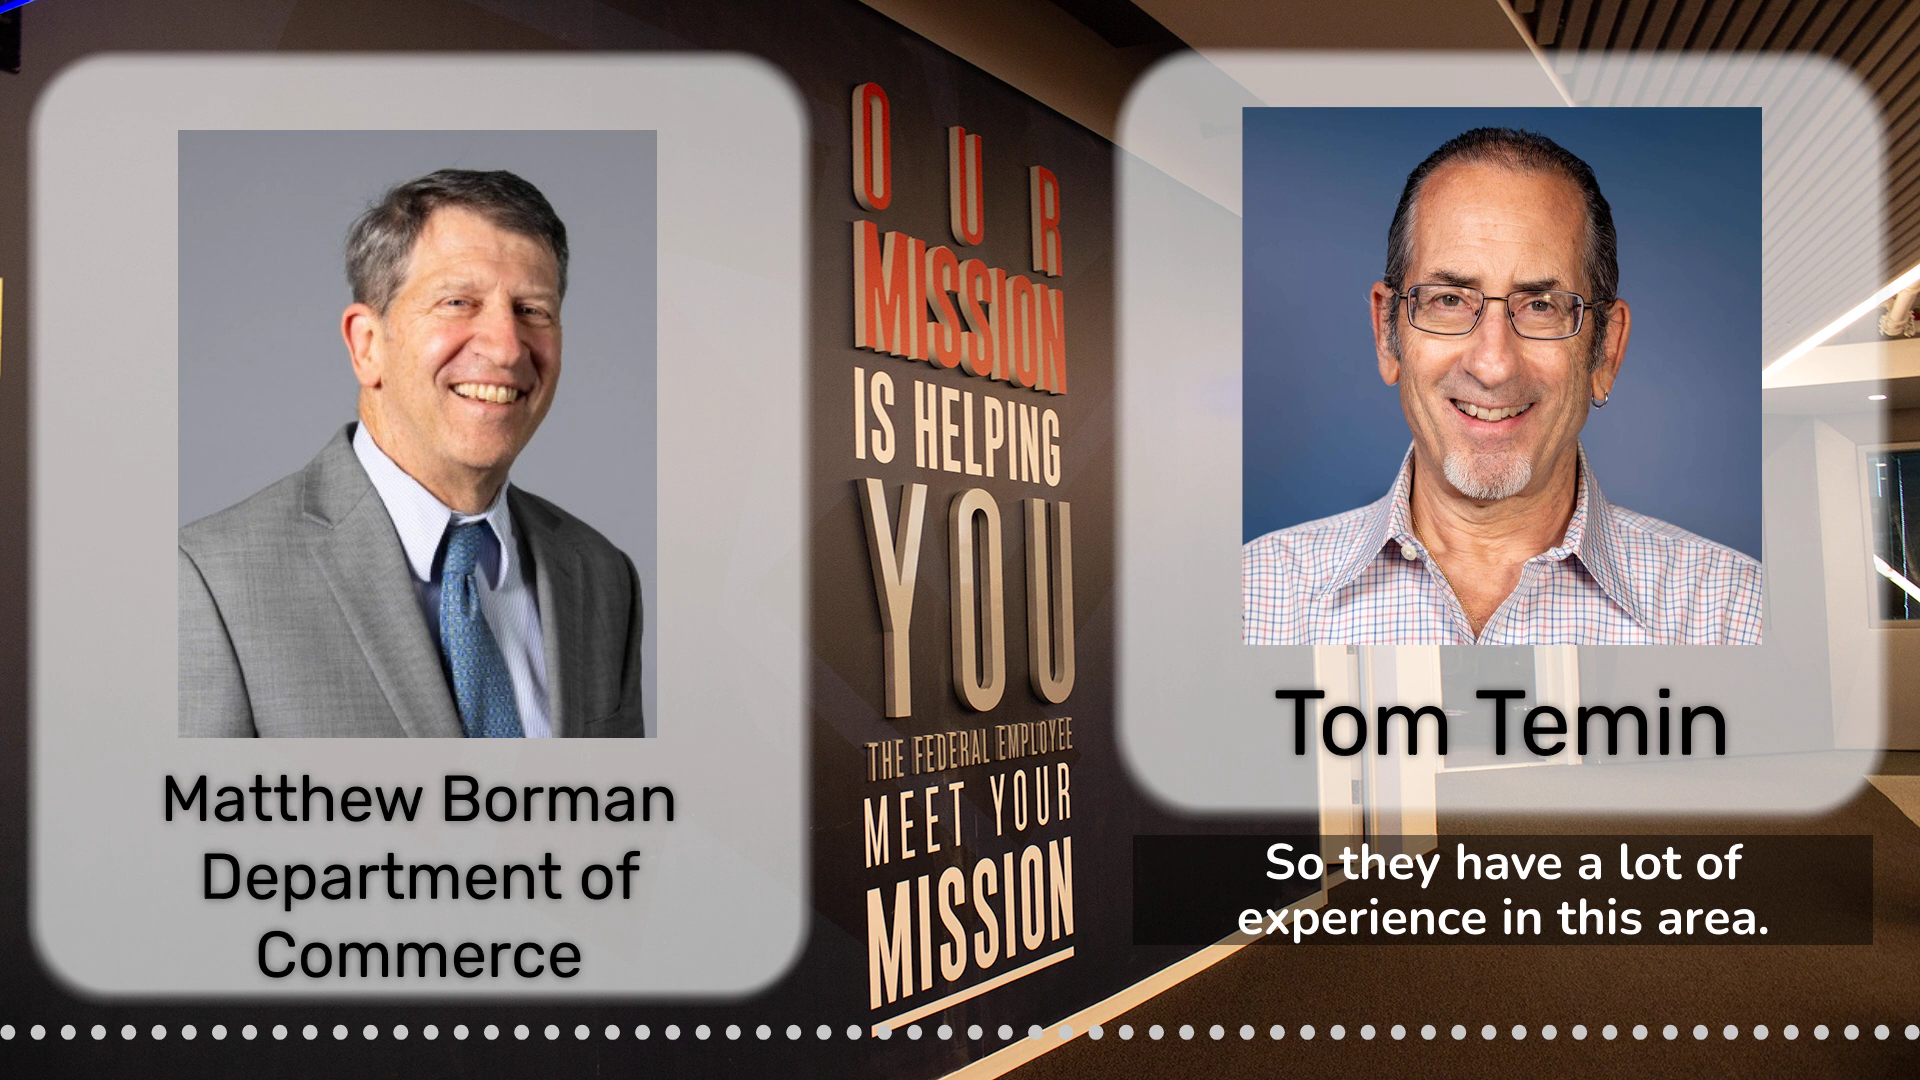 Matthew Borman
Department of
Commerce
OUR
MISSION
IS HELPING
YOU
THE FEDERAL EMPLOYEE
MEET YOUR
MISSION
Tom Temin
So they have a lot of
experience in this area.